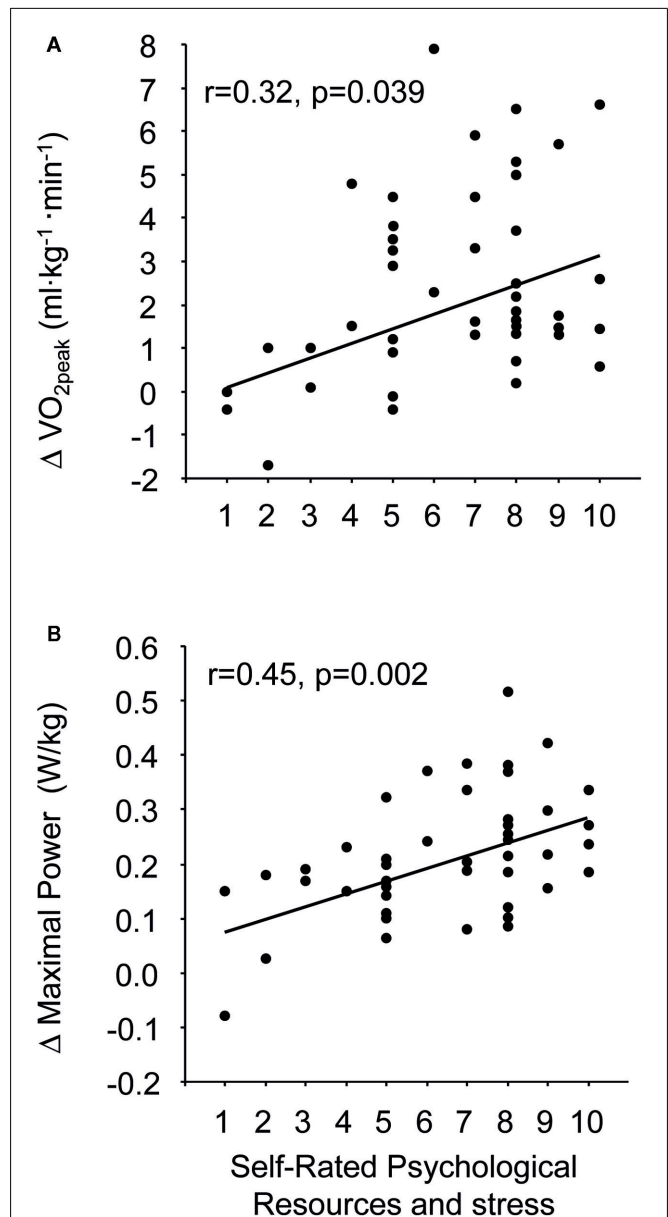 A
r=0.32, p=0.039
Δ VO2peak (ml·kg-1 ·min-1)
8
7
6
5
4
3
2
1
0
-1
-2
1 2 3 4 5 6 7 8 9 10
B
r=0.45, p=0.002
Δ Maximal Power (W/kg)
0.6
0.5
0.4
0.3
0.2
0.1
0.0
-0.1
-0.2
1 2 3 4 5 6 7 8 9 10
Self-Rated Psychological
Resources and stress